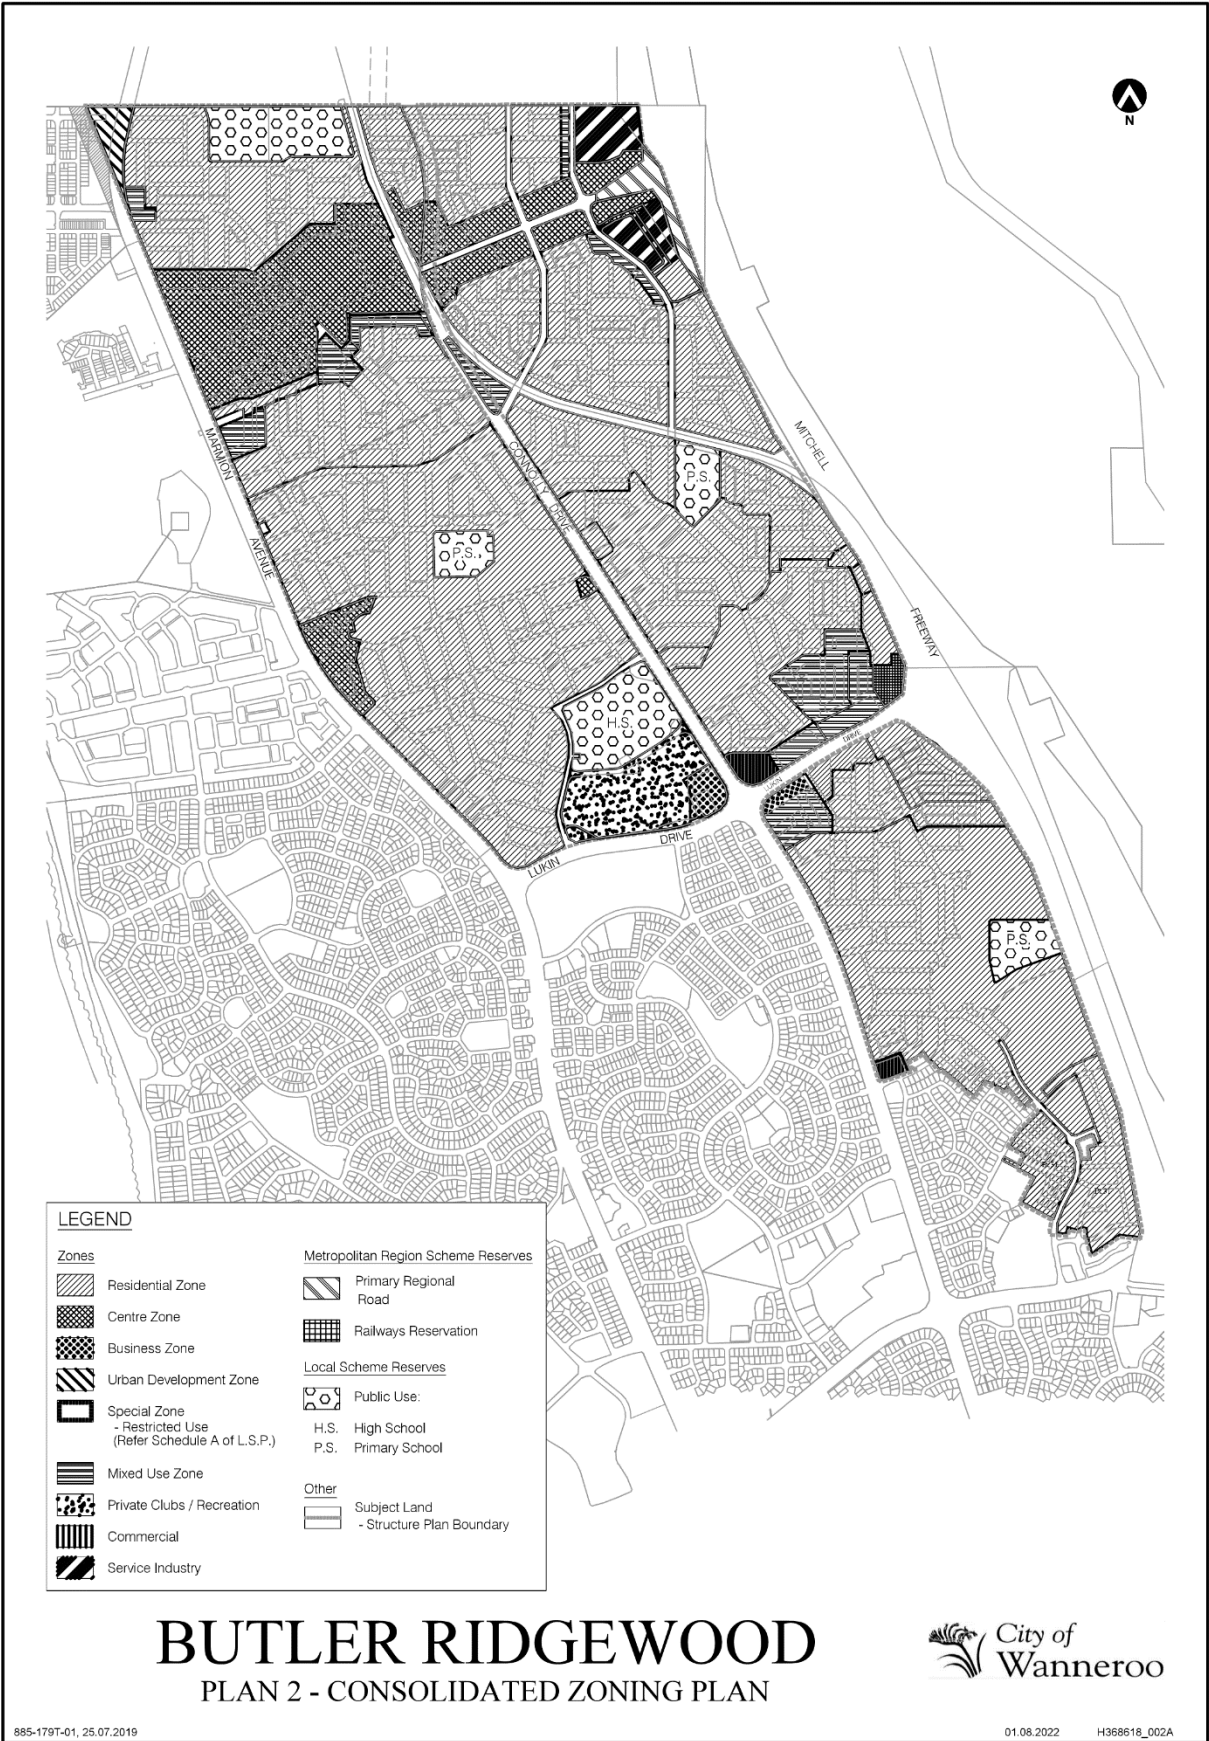 N
MARMION
AVENUE
CONNOLLY DRIVE
MITCHELL
FREEWAY
P.S.
P.S.
H.S.
LUKIN
DRIVE
LUKIN
DRIVE
P.S.
LEGEND
Zones
Residential Zone
Centre Zone
Business Zone
Urban Development Zone
Special Zone
- Restricted Use
(Refer Schedule A of L.S.P.)
Mixed Use Zone
Private Clubs / Recreation
Commercial
Service Industry
Metropolitan Region Scheme Reserves
Primary Regional
Road
Railways Reservation
Local Scheme Reserves
Public Use:
H.S. High School
P.S. Primary School
Other
Subject Land
- Structure Plan Boundary
BUTLER RIDGEWOOD
PLAN 2 - CONSOLIDATED ZONING PLAN
City of
Wanneroo
885-179T-01, 25.07.2019
01.08.2022 H368618_002A